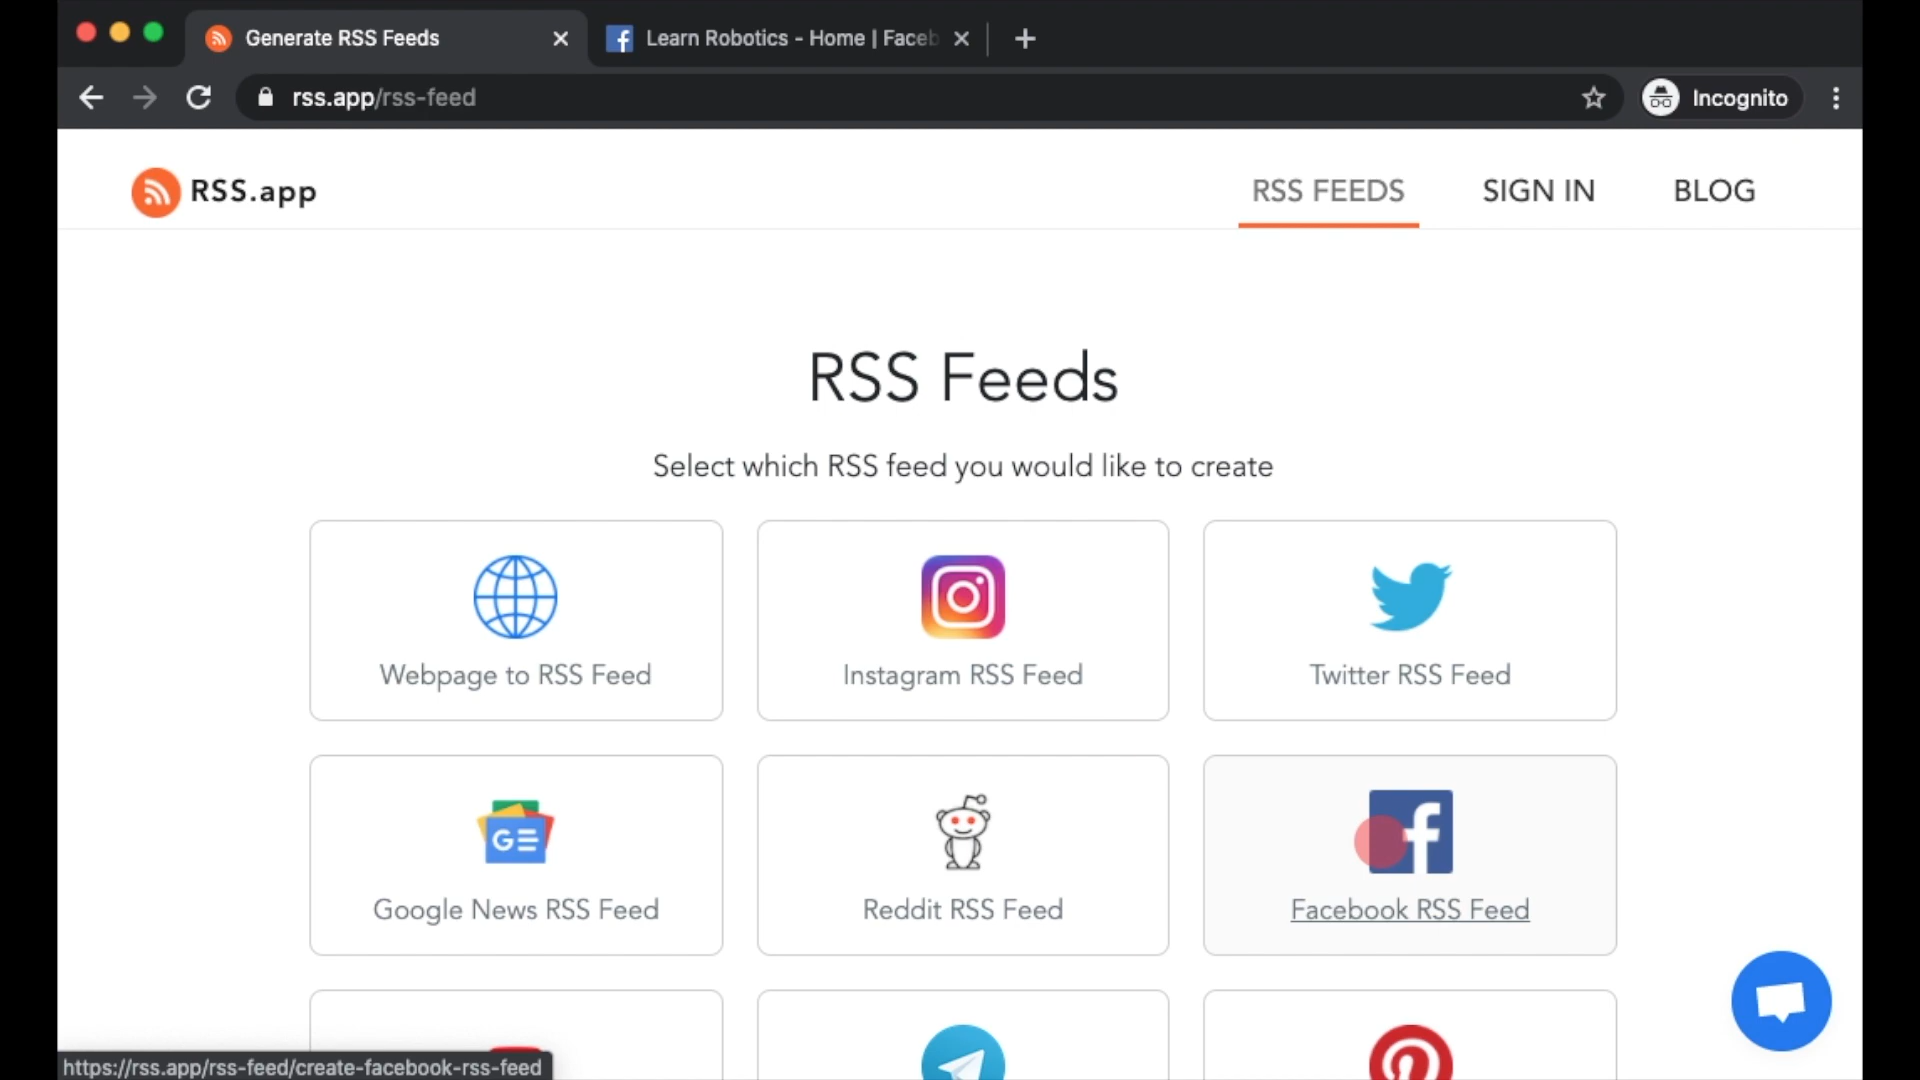 Generate RSS Feeds
Learn Robotics - Home | Faceb
rss.app/rss-feed
Incognito
RSS.app
RSS FEEDS
SIGN IN
BLOG
RSS Feeds
Select which RSS feed you would like to create
Webpage to RSS Feed
Instagram RSS Feed
Twitter RSS Feed
GE
Google News RSS Feed
Reddit RSS Feed
Facebook RSS Feed
https://rss.app/rss-feed/create-facebook-rss-feed